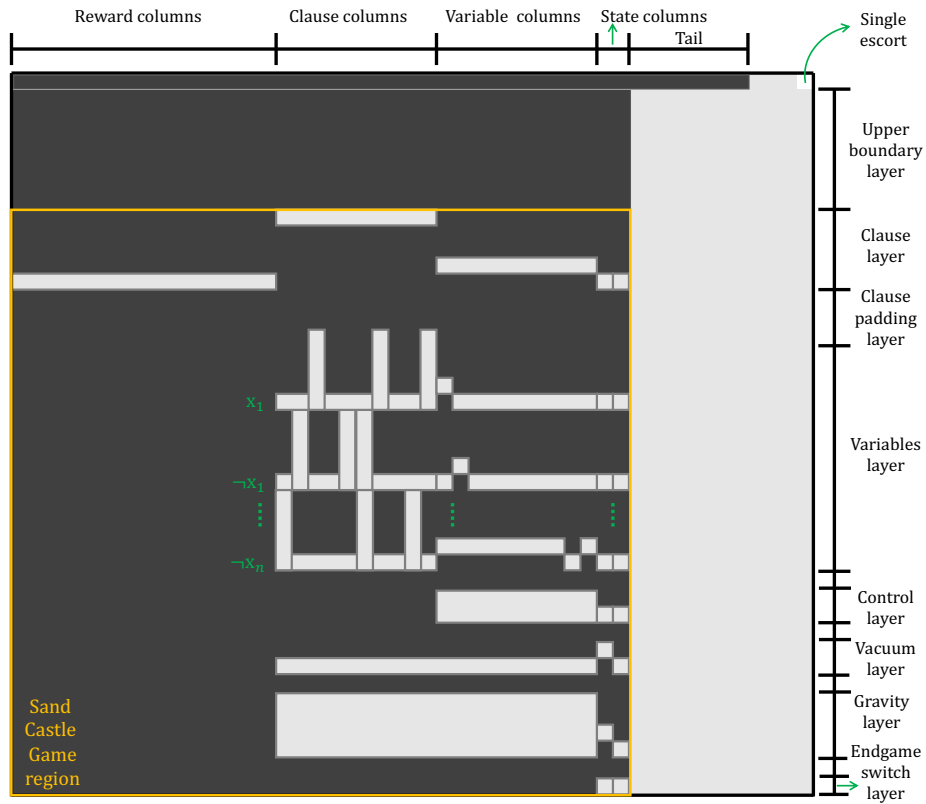 Reward columns
Clause columns
Variable columns
State columns
Tail
Single
escort
Upper
boundary
layer
Clause
layer
Clause
padding
layer
x₁
Variables
layer
¬x₁
¬xₙ
Control
layer
Vacuum
layer
Sand
Castle
Game
region
Gravity
layer
Endgame
switch
layer